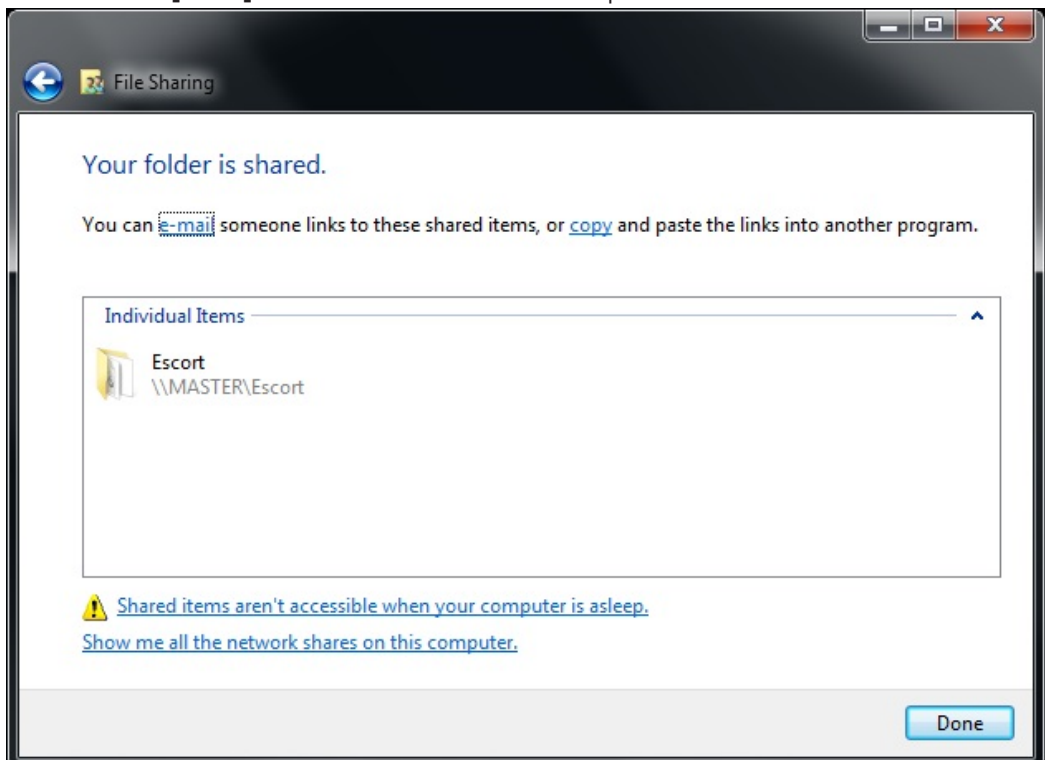 File Sharing
Your folder is shared.
You can e-mail someone links to these shared items, or copy and paste the links into another program.
Individual Items
Escort
\\MASTER\Escort
Shared items aren't accessible when your computer is asleep.
Show me all the network shares on this computer.
Done